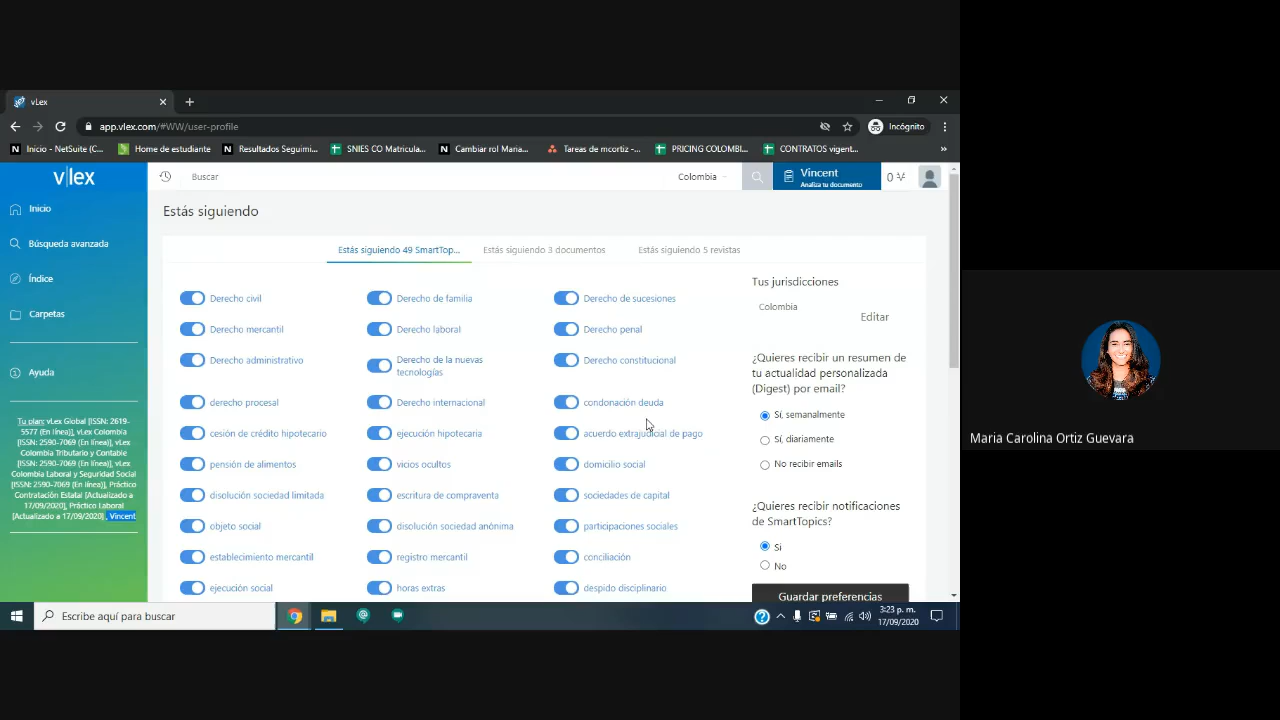 vLex
app.vlex.com/#WW/user-profile
Incógnito
Inicio - NetSuite (C...
Home de estudiante
Resultados Seguimi...
SNIES CO Matricula...
Cambiar rol Maria...
Tareas de mcortiz -...
PRICING COLOMBI...
CONTRATOS vigent...
»
v|lex
Inicio
Búsqueda avanzada
Índice
Carpetas
Ayuda
Tu plan: vLex Global [ISSN: 2619-
5577 (En línea)], vLex Colombia
[ISSN: 2590-7069 (En línea)], vLex
Colombia Tributario y Contable
[ISSN: 2590-7069 (En línea)], vLex
Colombia Laboral y Seguridad Social
[ISSN: 2590-7069 (En línea)], Práctico
Contratación Estatal [Actualizado a
17/09/2020], Práctico Laboral
[Actualizado a 17/09/2020], Vincent
Buscar
Colombia
Vincent
Analiza tu documento
0
Estás siguiendo
Estás siguiendo 49 SmartTop...
Estás siguiendo 3 documentos
Estás siguiendo 5 revistas
Derecho civil
Derecho de familia
Derecho de sucesiones
Derecho mercantil
Derecho laboral
Derecho penal
Derecho administrativo
Derecho de la nuevas
tecnologías
Derecho constitucional
derecho procesal
Derecho internacional
condonación deuda
cesión de crédito hipotecario
ejecución hipotecaria
acuerdo extrajudicial de pago
pensión de alimentos
vicios ocultos
domicilio social
disolución sociedad limitada
escritura de compraventa
sociedades de capital
objeto social
disolución sociedad anónima
participaciones sociales
establecimiento mercantil
registro mercantil
conciliación
ejecución social
horas extras
despido disciplinario
Tus jurisdicciones
Colombia
Editar
¿Quieres recibir un resumen de
tu actualidad personalizada
(Digest) por email?
Sí, semanalmente
Sí, diariamente
No recibir emails
¿Quieres recibir notificaciones
de SmartTopics?
Si
No
Guardar preferencias
Escribe aquí para buscar
3:23 p. m.
17/09/2020
Maria Carolina Ortiz Guevara